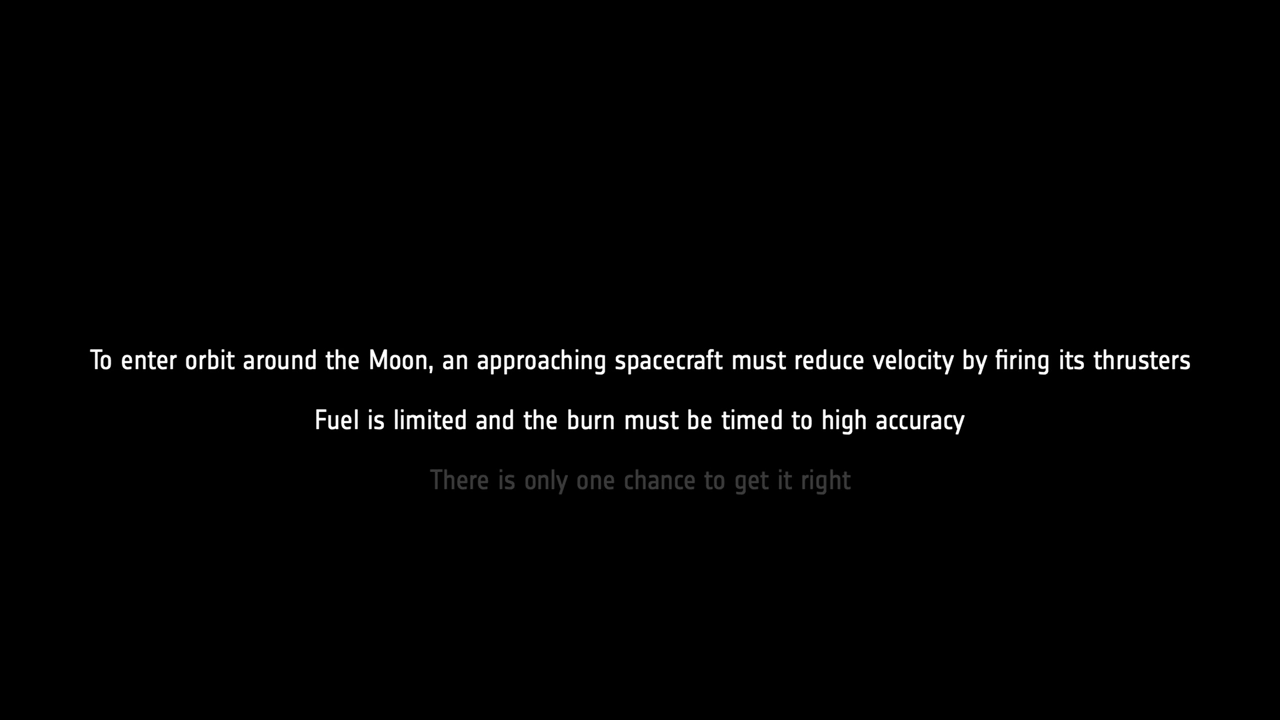 To enter orbit around the Moon, an approaching spacecraft must reduce velocity by firing its thrusters
Fuel is limited and the burn must be timed to high accuracy
There is only one chance to get it right